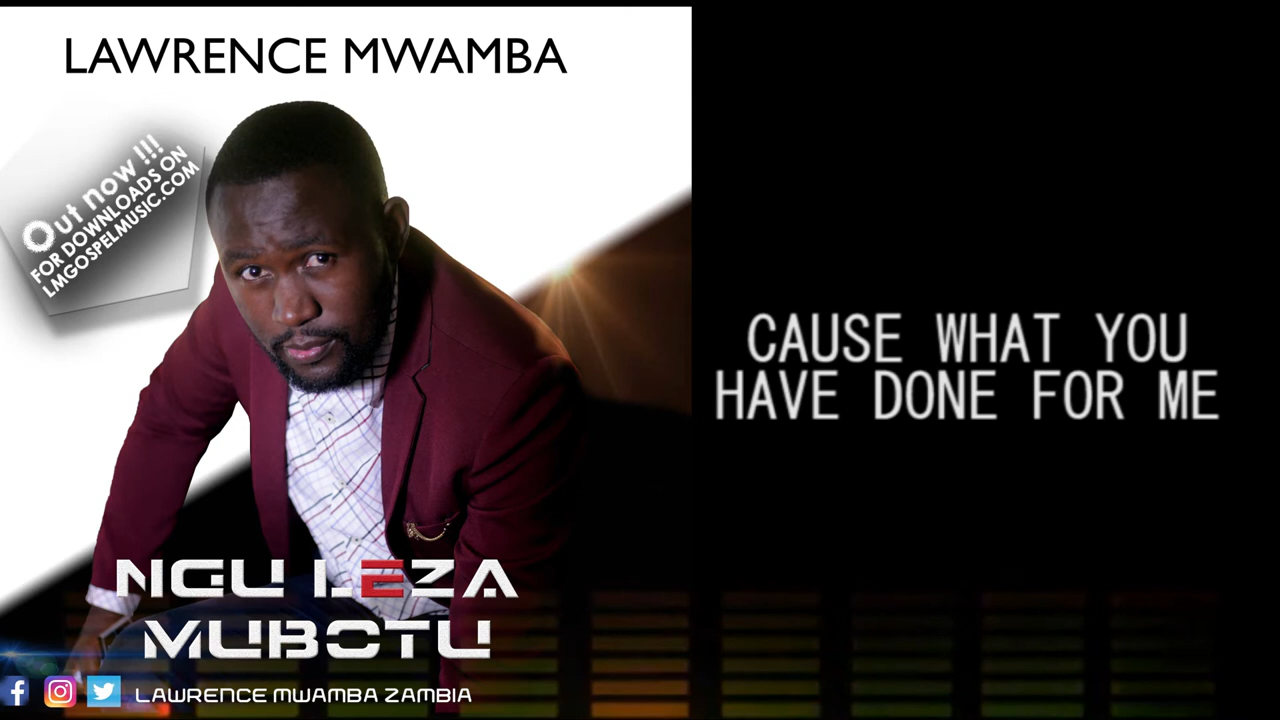 LAWRENCE MWAMBA
Out now !!!
FOR DOWNLOADS ON
LMGOSPELMUSIC.COM
CAUSE WHAT YOU
HAVE DONE FOR ME
NGU LEZA
MUBOTU
LAWRENCE MWAMBA ZAMBIA